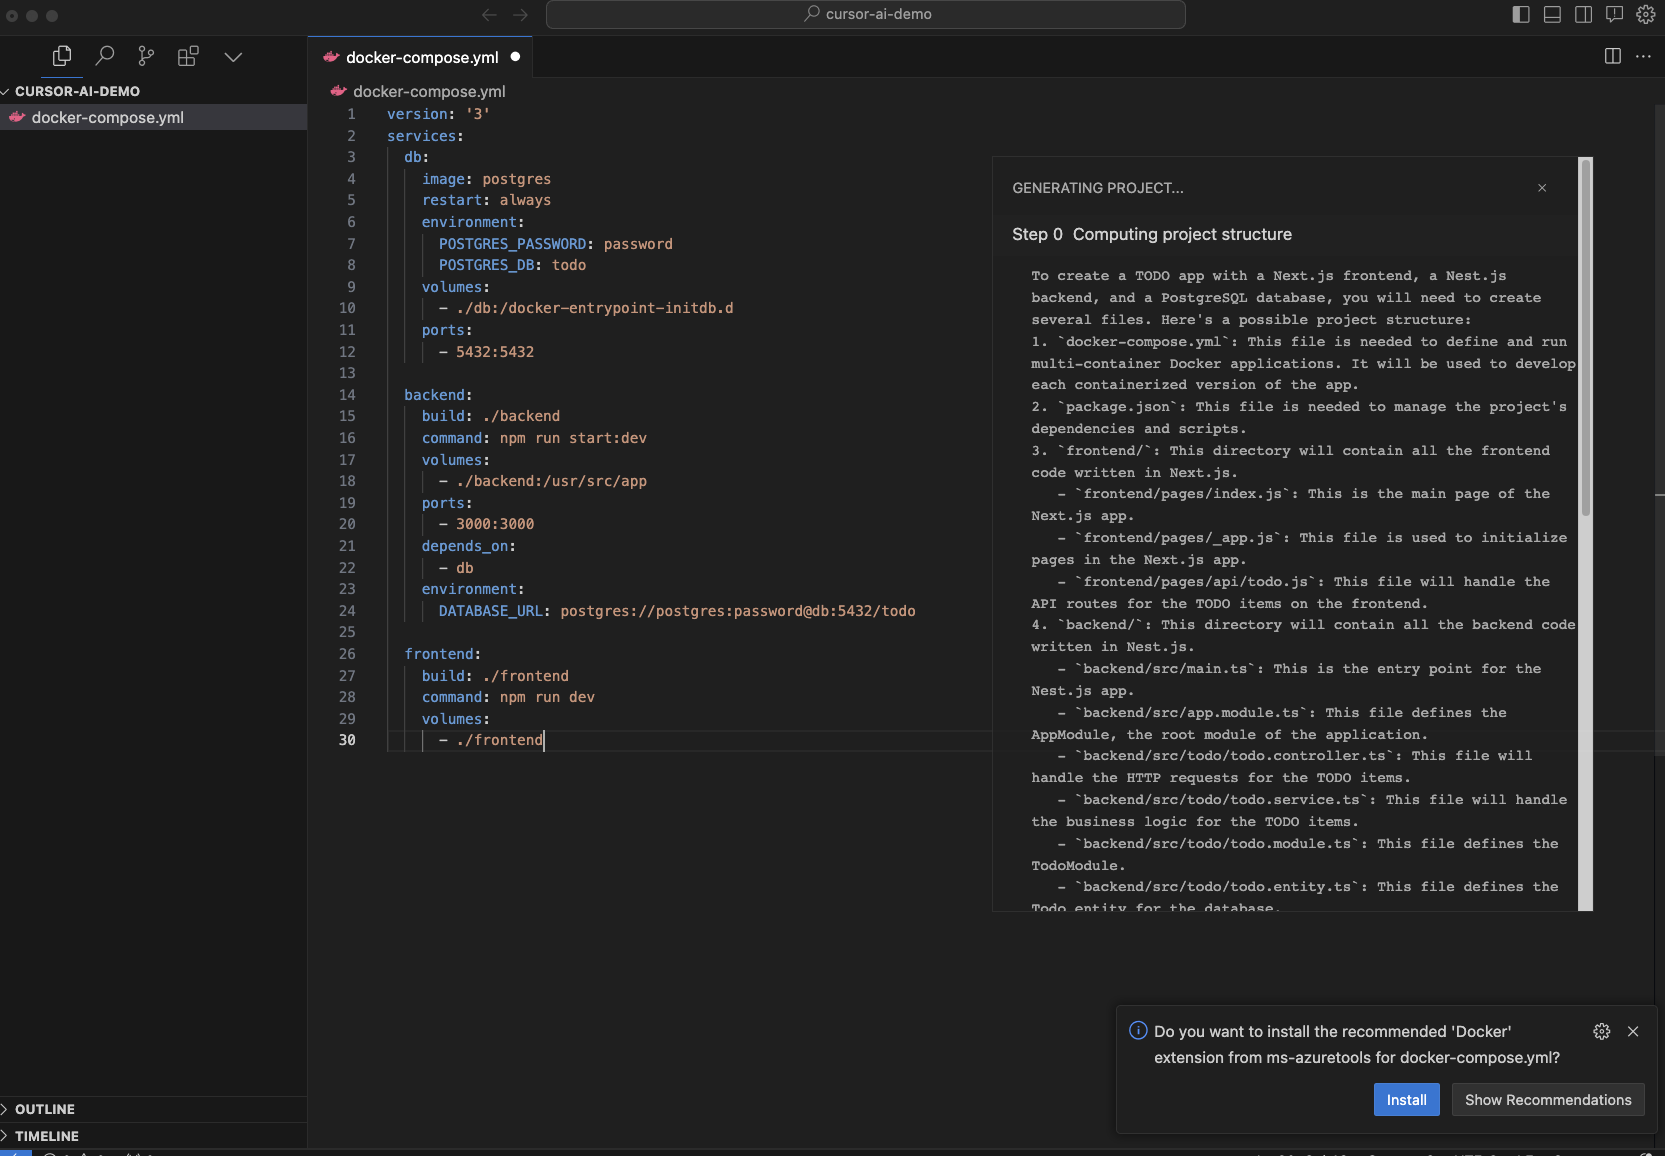 cursor-ai-demo
docker-compose.yml
CURSOR-AI-DEMO
docker-compose.yml
docker-compose.yml
1 version: '3'
2 services:
3 db:
4 image: postgres
5 restart: always
6 environment:
7 POSTGRES_PASSWORD: password
8 POSTGRES_DB: todo
9 volumes:
10 - ./db:/docker-entrypoint-initdb.d
11 ports:
12 - 5432:5432
13
14 backend:
15 build: ./backend
16 command: npm run start:dev
17 volumes:
18 - ./backend:/usr/src/app
19 ports:
20 - 3000:3000
21 depends_on:
22 - db
23 environment:
24 DATABASE_URL: postgres://postgres:password@db:5432/todo
25
26 frontend:
27 build: ./frontend
28 command: npm run dev
29 volumes:
30 - ./frontend
GENERATING PROJECT...
Step 0 Computing project structure
To create a TODO app with a Next.js frontend, a Nest.js
backend, and a PostgreSQL database, you will need to create
several files. Here's a possible project structure:
1. `docker-compose.yml`: This file is needed to define and run
multi-container Docker applications. It will be used to develop
each containerized version of the app.
2. `package.json`: This file is needed to manage the project's
dependencies and scripts.
3. `frontend/`: This directory will contain all the frontend
code written in Next.js.
- `frontend/pages/index.js`: This is the main page of the
Next.js app.
- `frontend/pages/_app.js`: This file is used to initialize
pages in the Next.js app.
- `frontend/pages/api/todo.js`: This file will handle the
API routes for the TODO items on the frontend.
4. `backend/`: This directory will contain all the backend code
written in Nest.js.
- `backend/src/main.ts`: This is the entry point for the
Nest.js app.
- `backend/src/app.module.ts`: This file defines the
AppModule, the root module of the application.
- `backend/src/todo/todo.controller.ts`: This file will
handle the HTTP requests for the TODO items.
- `backend/src/todo/todo.service.ts`: This file will handle
the business logic for the TODO items.
- `backend/src/todo/todo.module.ts`: This file defines the
TodoModule.
- `backend/src/todo/todo.entity.ts`: This file defines the
Todo entity for the database.
Do you want to install the recommended 'Docker'
extension from ms-azuretools for docker-compose.yml?
Install
Show Recommendations
OUTLINE
TIMELINE